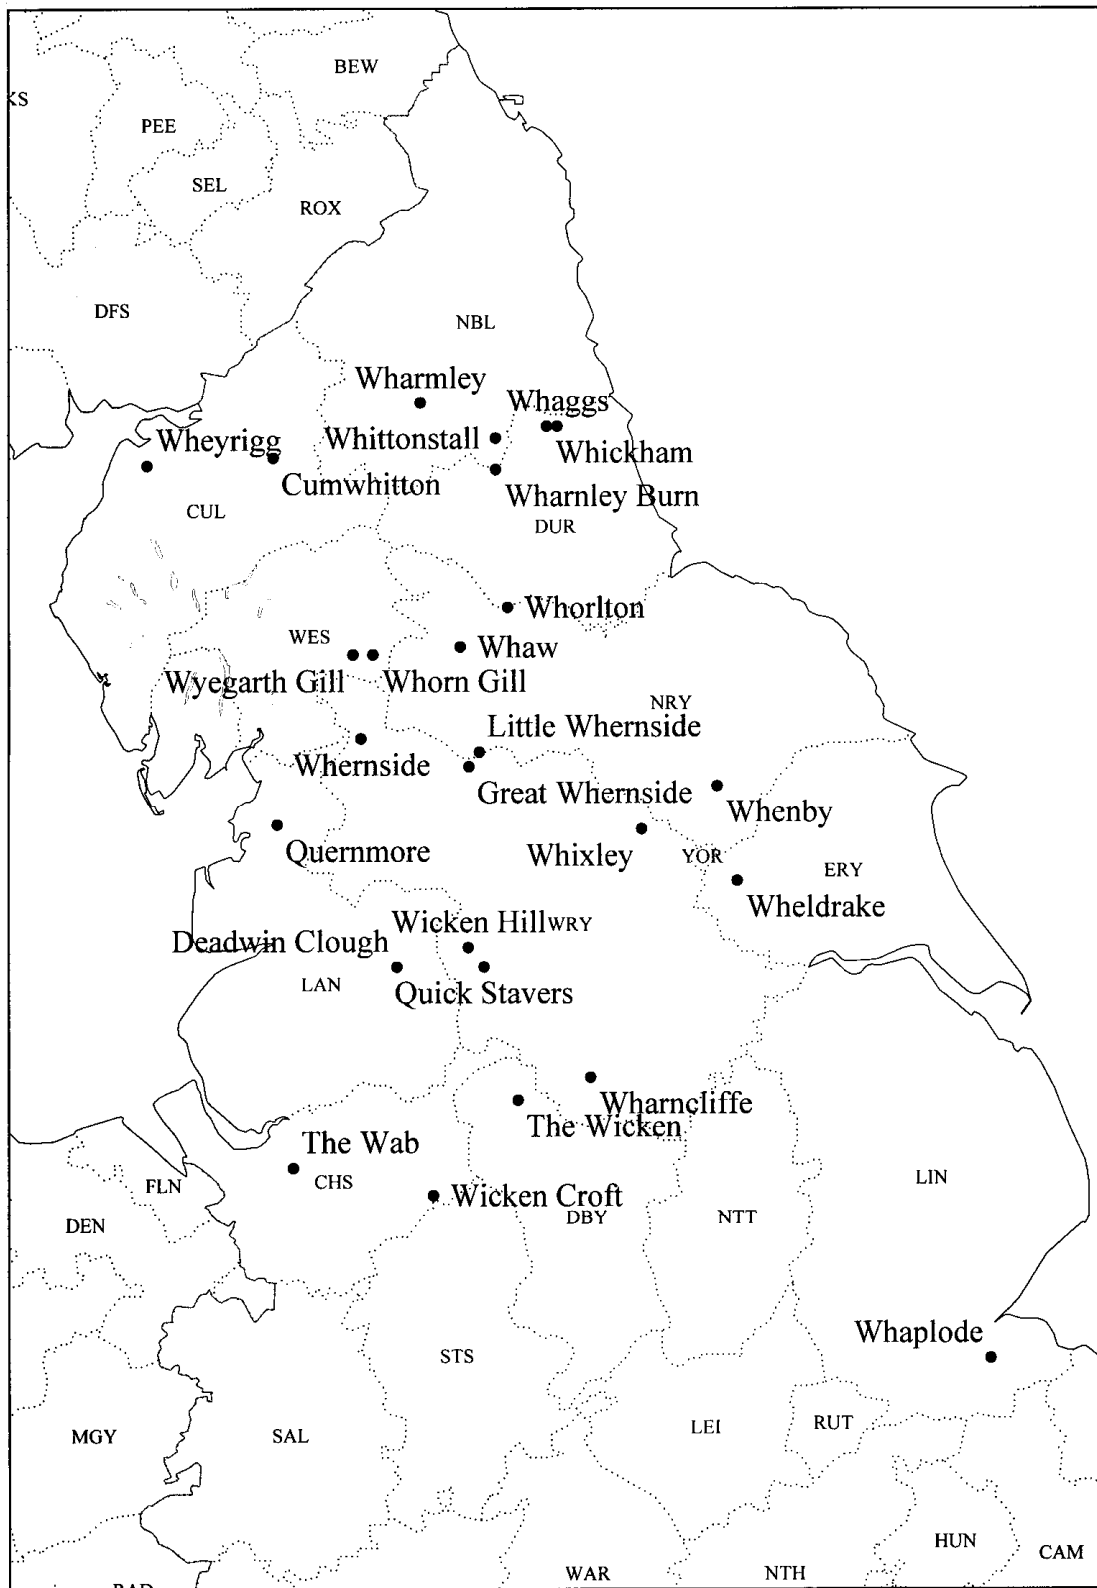 BEW
KS
PEE
SEL
ROX
DFS
NBL
Wharmley
Whaggs
Wheyrigg
Whittonstall
Whickham
Cumwhitton
Wharnley Burn
CUL
DUR
Whorlton
WES
Whaw
Wyegarth Gill
Whorn Gill
NRY
Little Whernside
Whernside
Great Whernside
Whenby
Quernmore
Whixley
YOR
ERY
Wheldrake
Wicken Hill
WRY
Deadwin Clough
LAN
Quick Stavers
Wharncliffe
The Wicken
The Wab
CHS
FLN
LIN
Wicken Croft
DEN
DBY
NTT
Whaplode
STS
MGY
SAL
LEI
RUT
HUN
CAM
WAR
NTH
RAD